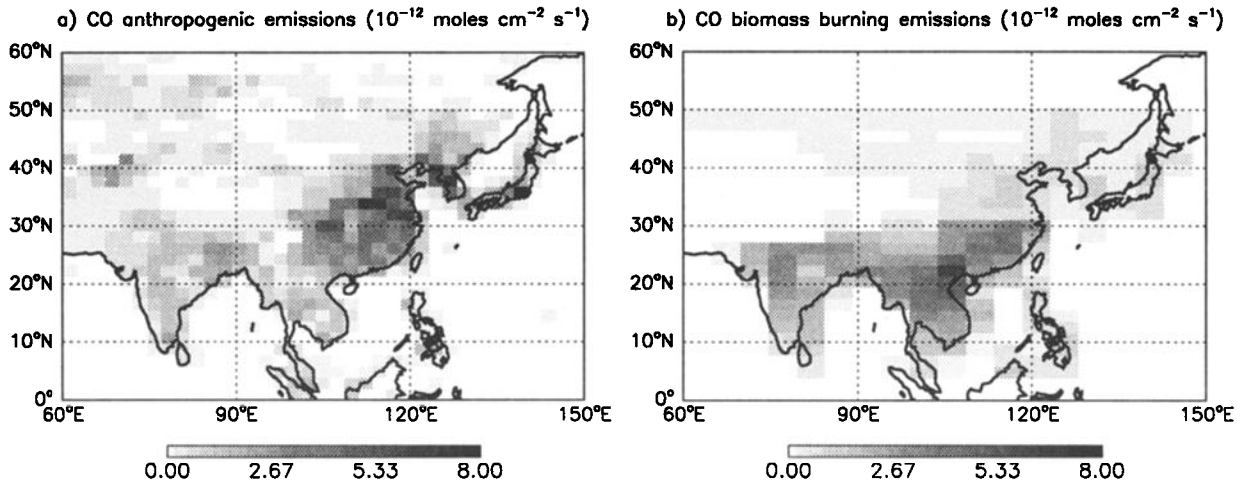 a) CO anthropogenic emissions (10⁻¹² moles cm⁻² s⁻¹)
60°N
50°N
40°N
30°N
20°N
10°N
0°
60°E 90°E 120°E 150°E
0.00 2.67 5.33 8.00
b) CO biomass burning emissions (10⁻¹² moles cm⁻² s⁻¹)
60°N
50°N
40°N
30°N
20°N
10°N
0°
60°E 90°E 120°E 150°E
0.00 2.67 5.33 8.00